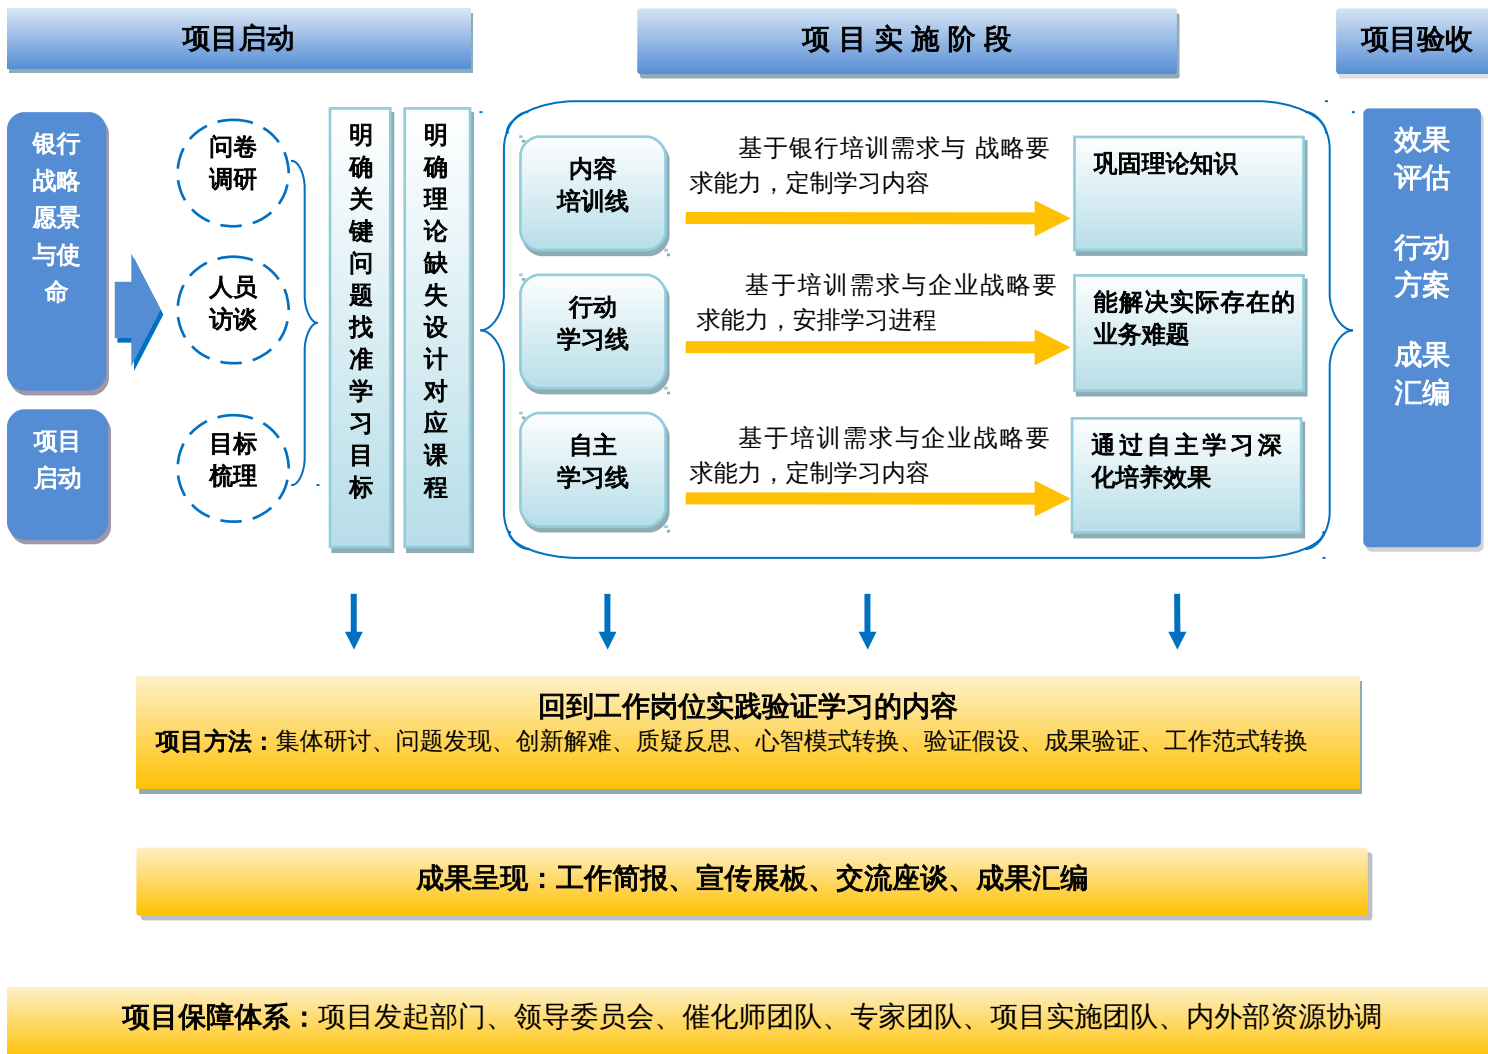 项目启动
项 目 实 施 阶 段
项目验收
银行
战略
愿景
与使
命
项目
启动
问卷
调研
人员
访谈
目标
梳理
明
确
关
键
问
题
找
准
学
习
目
标
明
确
理
论
缺
失
设
计
对
应
课
程
内容
培训线
基于银行培训需求与 战略要
求能力，定制学习内容
巩固理论知识
行动
学习线
基于培训需求与企业战略要
求能力，安排学习进程
能解决实际存在的
业务难题
自主
学习线
基于培训需求与企业战略要
求能力，定制学习内容
通过自主学习深
化培养效果
效果
评估
行动
方案
成果
汇编
回到工作岗位实践验证学习的内容
项目方法：集体研讨、问题发现、创新解难、质疑反思、心智模式转换、验证假设、成果验证、工作范式转换
成果呈现：工作简报、宣传展板、交流座谈、成果汇编
项目保障体系：项目发起部门、领导委员会、催化师团队、专家团队、项目实施团队、内外部资源协调